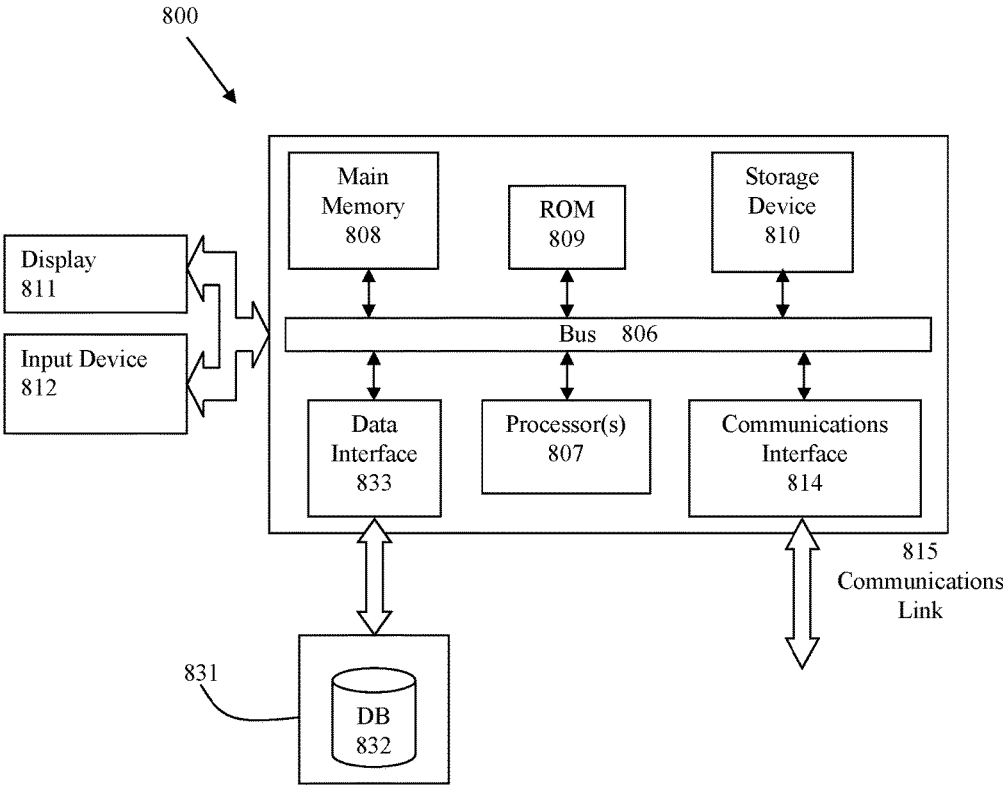 800
Main
Memory
808
ROM
809
Storage
Device
810
Display
811
Input Device
812
Bus 806
Data
Interface
833
Processor(s)
807
Communications
Interface
814
815
Communications
Link
831
DB
832